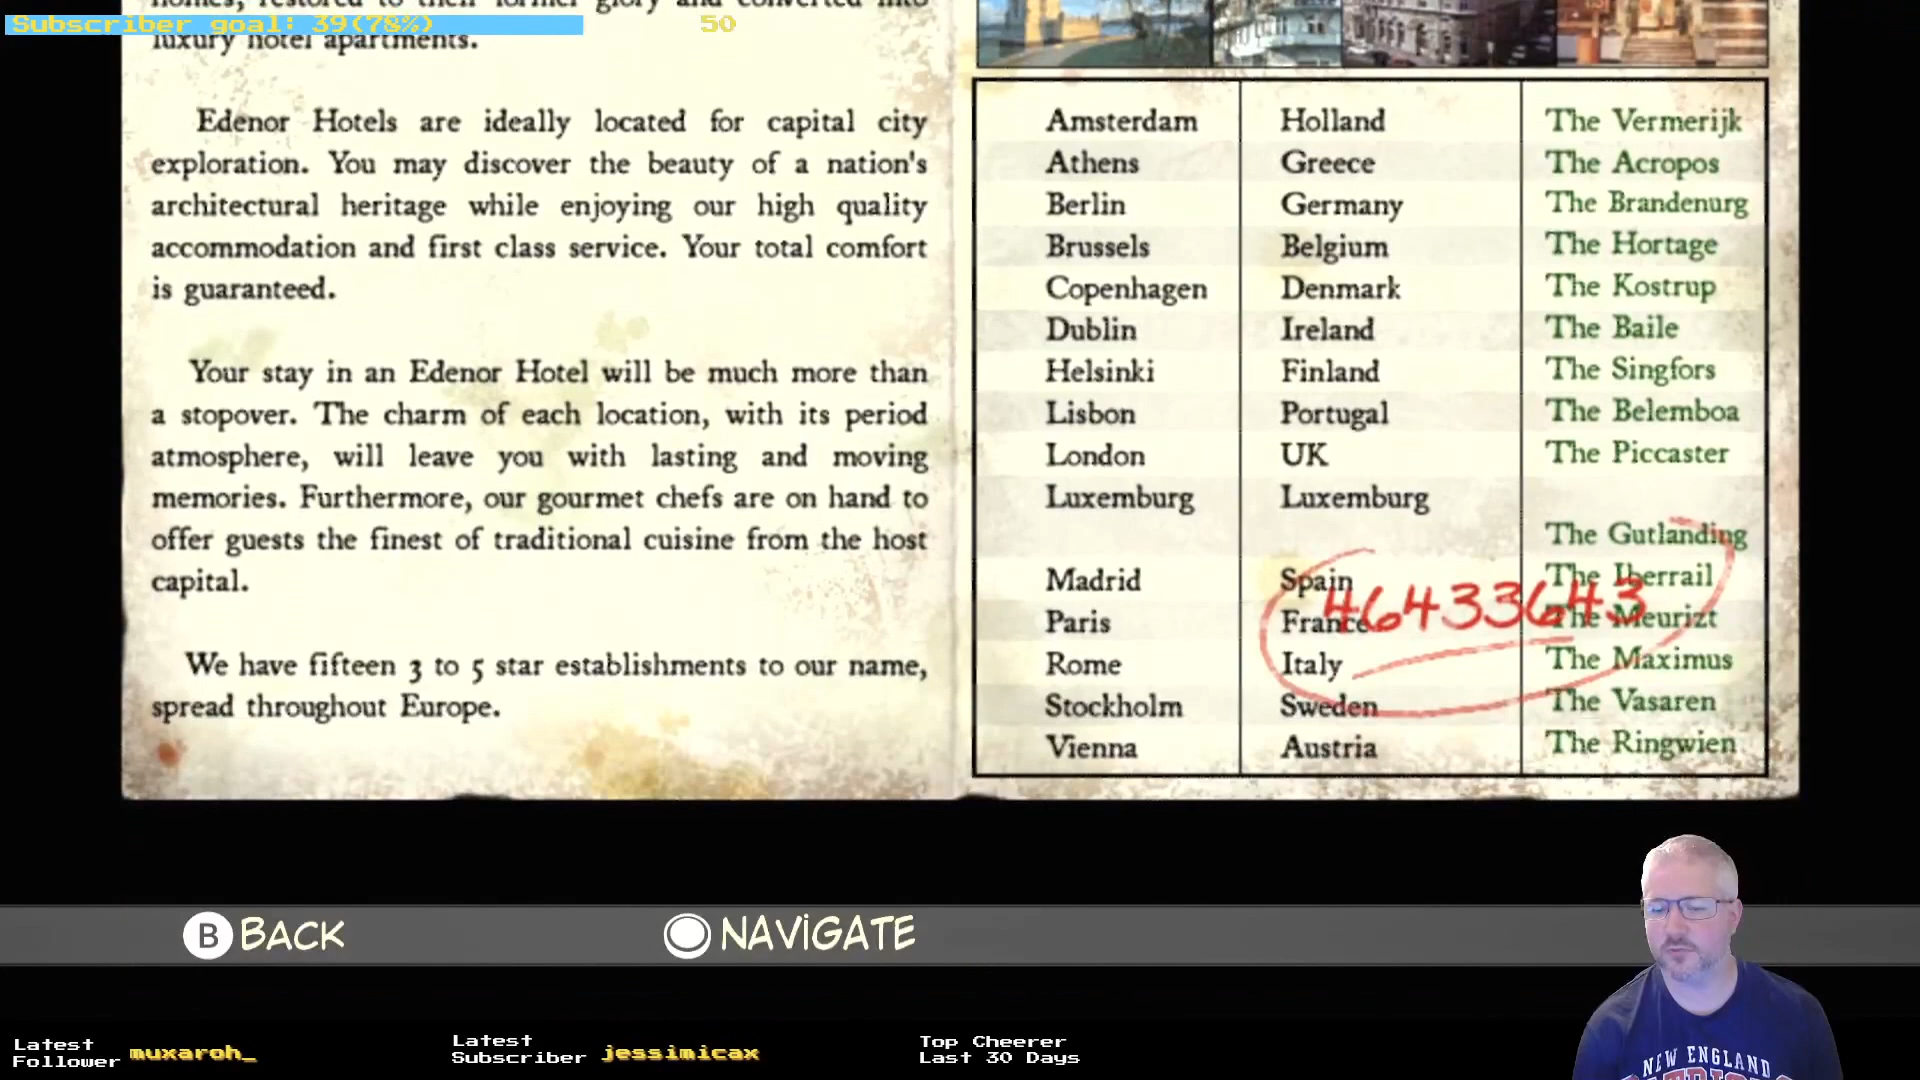 homes, restored to their former glory and converted into
Subscriber goal: 39(78%)
50
luxury hotel apartments.
Edenor Hotels are ideally located for capital city
exploration. You may discover the beauty of a nation's
architectural heritage while enjoying our high quality
accommodation and first class service. Your total comfort
is guaranteed.
Your stay in an Edenor Hotel will be much more than
a stopover. The charm of each location, with its period
atmosphere, will leave you with lasting and moving
memories. Furthermore, our gourmet chefs are on hand to
offer guests the finest of traditional cuisine from the host
capital.
We have fifteen 3 to 5 star establishments to our name,
spread throughout Europe.
Amsterdam Holland The Vermerijk
Athens Greece The Acropos
Berlin Germany The Brandenurg
Brussels Belgium The Hortage
Copenhagen Denmark The Kostrup
Dublin Ireland The Baile
Helsinki Finland The Singfors
Lisbon Portugal The Belemboa
London UK The Piccaster
Luxemburg Luxemburg
The Gutlanding
Madrid Spain The Iberrail
46433643
Paris France The Meurizt
Rome Italy The Maximus
Stockholm Sweden The Vasaren
Vienna Austria The Ringwien
B BACK
NAVIGATE
NEW ENGLAND
Latest Follower muxaroh_
Latest Subscriber jessimicax
Top Cheerer
Last 30 Days